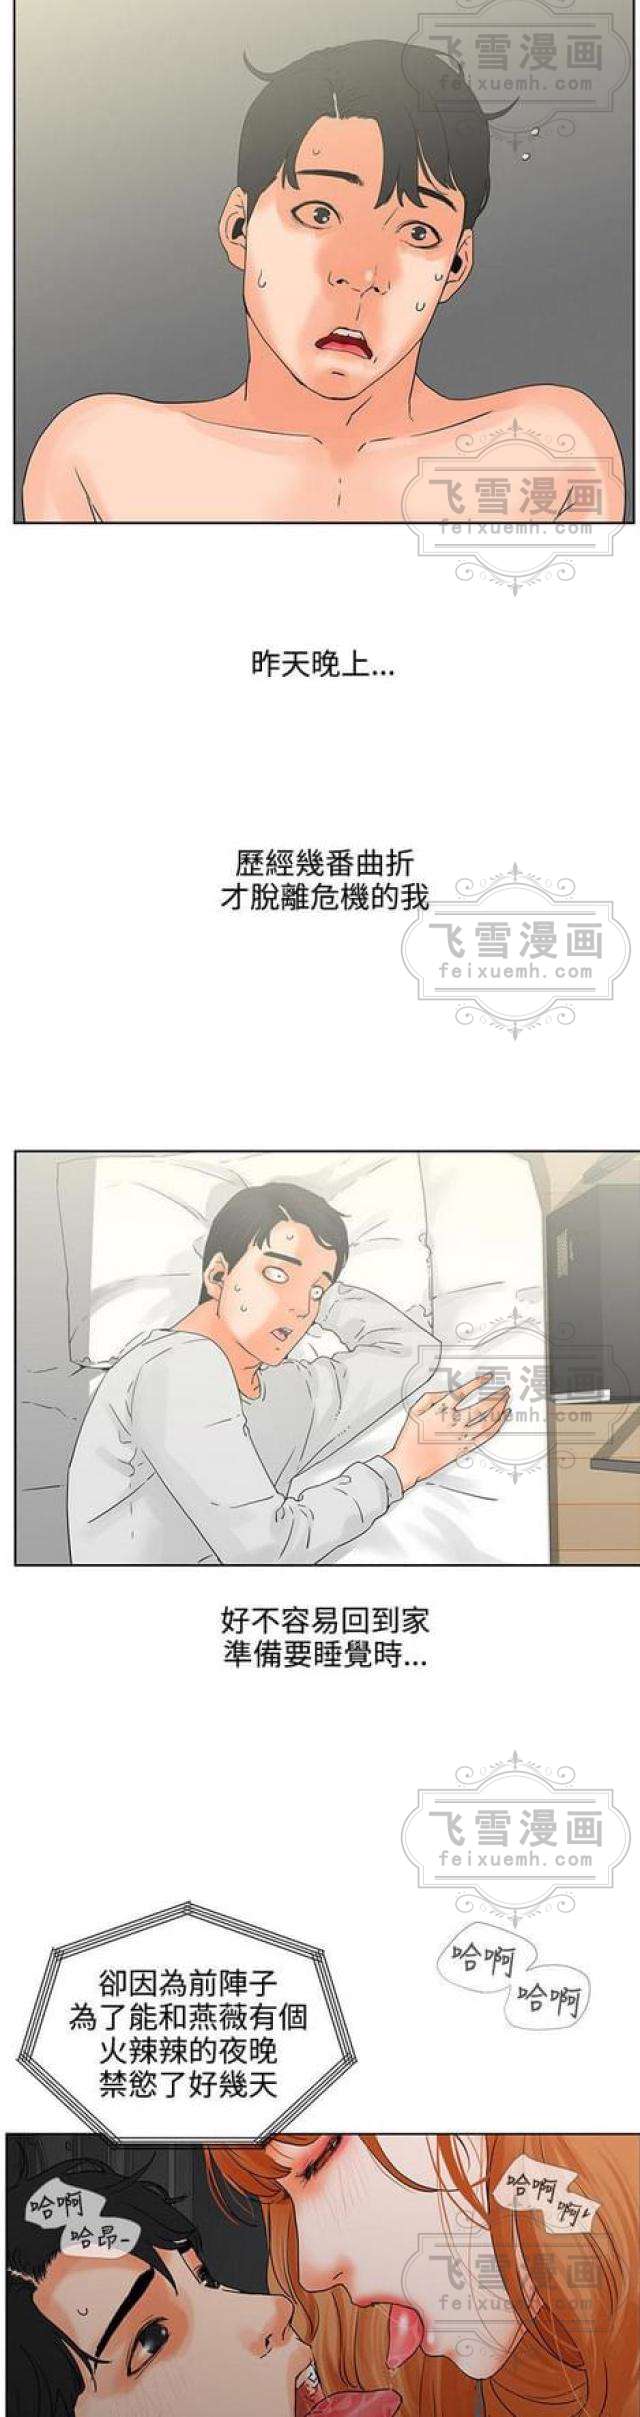 飞雪漫画
feixuemh.com
飞雪漫画
feixuemh.com
昨天晚上...
歷經幾番曲折
才脫離危機的我
飞雪漫画
feixuemh.com
飞雪漫画
feixuemh.com
好不容易回到家
準備要睡覺時...
飞雪漫画
feixuemh.com
哈啊
哈啊
卻因為前陣子
為了能和燕薇有個
火辣辣的夜晚
禁慾了好幾天
哈啊
哈昂-
哈啊
啊-
飞雪漫画
feixuemh.com